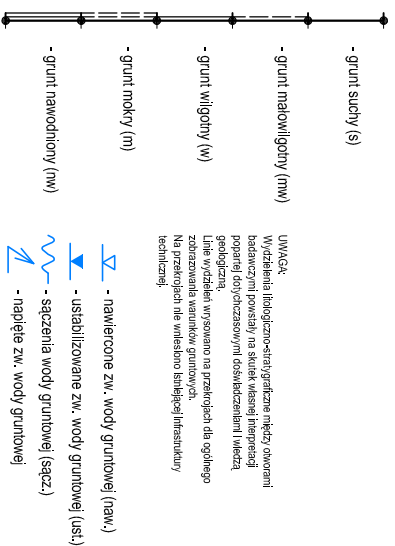 - grunt suchy (s)
- grunt małowilgotny (mw)
- grunt wilgotny (w)
- grunt mokry (m)
- grunt nawodniony (nw)
UWAGA:
Wydzielenia litologiczno-stratygraficzne między otworami
badawczymi powstały na skutek własnej interpretacji
popartej dotychczasowymi doświadczeniami i wiedzą
geologiczną.
Linie wydzieleń wrysowano na przekrojach dla ogólnego
zobrazowania warunków gruntowych.
Na przekrojach nie wniesiono istniejącej infrastruktury
technicznej.
- nawiercone zw. wody gruntowej (naw.)
- ustabilizowane zw. wody gruntowej (ust.)
- sączenia wody gruntowej (sącz.)
- napięte zw. wody gruntowej